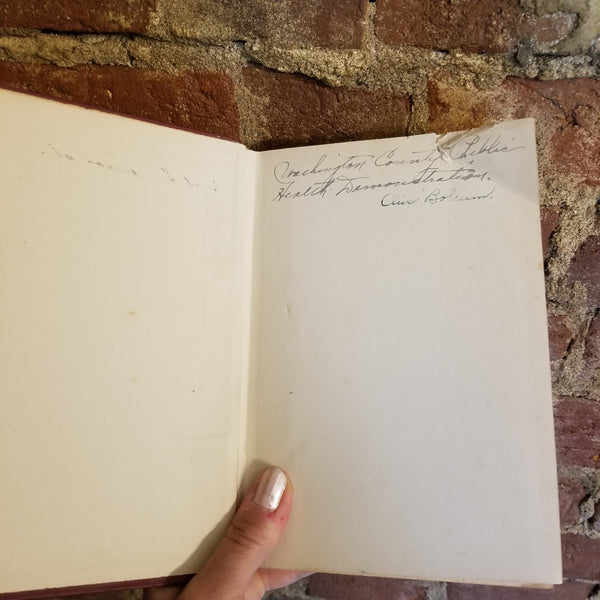 Washington County Public
Health Demonstration.